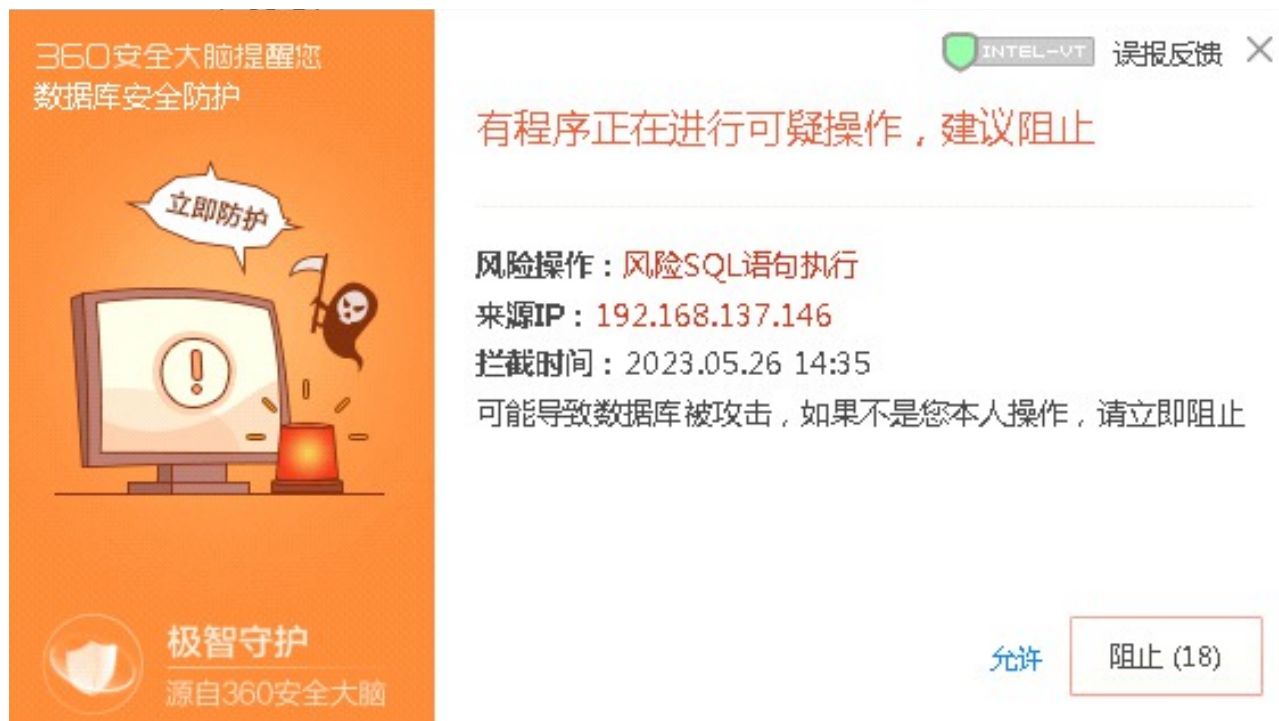 360安全大脑提醒您
数据库安全防护
立即防护
极智守护
源自360安全大脑
INTEL-VT 误报反馈
有程序正在进行可疑操作，建议阻止
风险操作：风险SQL语句执行
来源IP：192.168.137.146
拦截时间：2023.05.26 14:35
可能导致数据库被攻击，如果不是您本人操作，请立即阻止
允许 阻止 (18)